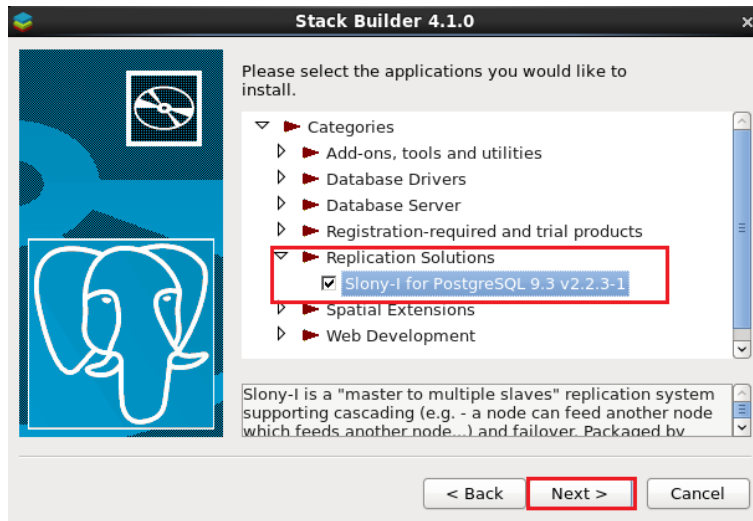 Stack Builder 4.1.0
Please select the applications you would like to
install.
Categories
Add-ons, tools and utilities
Database Drivers
Database Server
Registration-required and trial products
Replication Solutions
Slony-I for PostgreSQL 9.3 v2.2.3-1
Spatial Extensions
Web Development
Slony-I is a "master to multiple slaves" replication system
supporting cascading (e.g. - a node can feed another node
which feeds another node...) and failover. Packaged by
< Back
Next >
Cancel